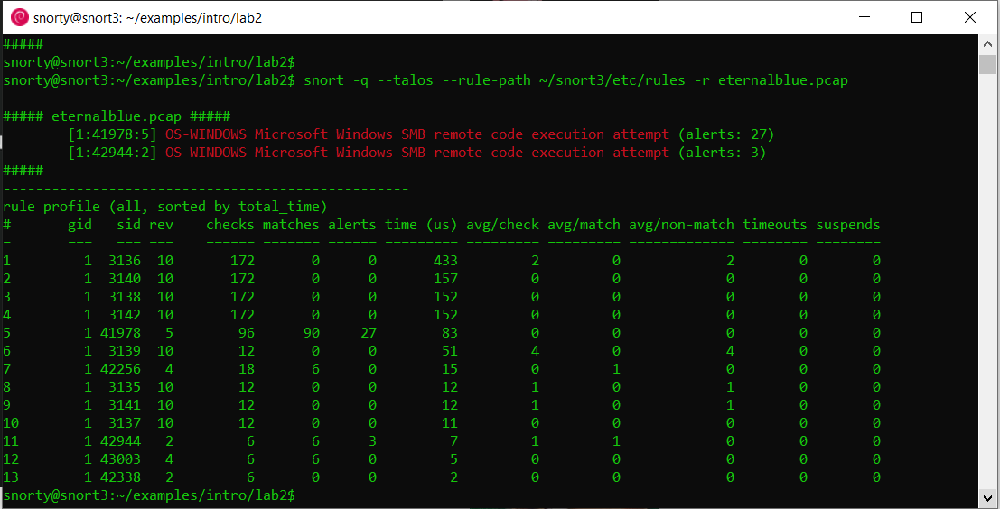 snorty@snort3: ~/examples/intro/lab2
#####
snorty@snort3:~/examples/intro/lab2$
snorty@snort3:~/examples/intro/lab2$ snort -q --talos --rule-path ~/snort3/etc/rules -r eternalblue.pcap
##### eternalblue.pcap #####
[1:41978:5] OS-WINDOWS Microsoft Windows SMB remote code execution attempt (alerts: 27)
[1:42944:2] OS-WINDOWS Microsoft Windows SMB remote code execution attempt (alerts: 3)
#####
--------------------------------------------------
rule profile (all, sorted by total_time)
#       gid   sid rev    checks matches alerts time (us) avg/check avg/match avg/non-match timeouts suspends
=       ===   === ===    ====== ======= ====== ========= ========= ========= ============= ======== ========
1         1  3136  10       172       0      0       433         2         0             2        0        0
2         1  3140  10       172       0      0       157         0         0             0        0        0
3         1  3138  10       172       0      0       152         0         0             0        0        0
4         1  3142  10       172       0      0       152         0         0             0        0        0
5         1 41978   5        96      90     27        83         0         0             0        0        0
6         1  3139  10        12       0      0        51         4         0             4        0        0
7         1 42256   4        18       6      0        15         0         1             0        0        0
8         1  3135  10        12       0      0        12         1         0             1        0        0
9         1  3141  10        12       0      0        12         1         0             1        0        0
10        1  3137  10        12       0      0        11         0         0             0        0        0
11        1 42944   2         6       6      3         7         1         1             0        0        0
12        1 43003   4         6       6      0         5         0         0             0        0        0
13        1 42338   2         6       0      0         2         0         0             0        0        0
snorty@snort3:~/examples/intro/lab2$